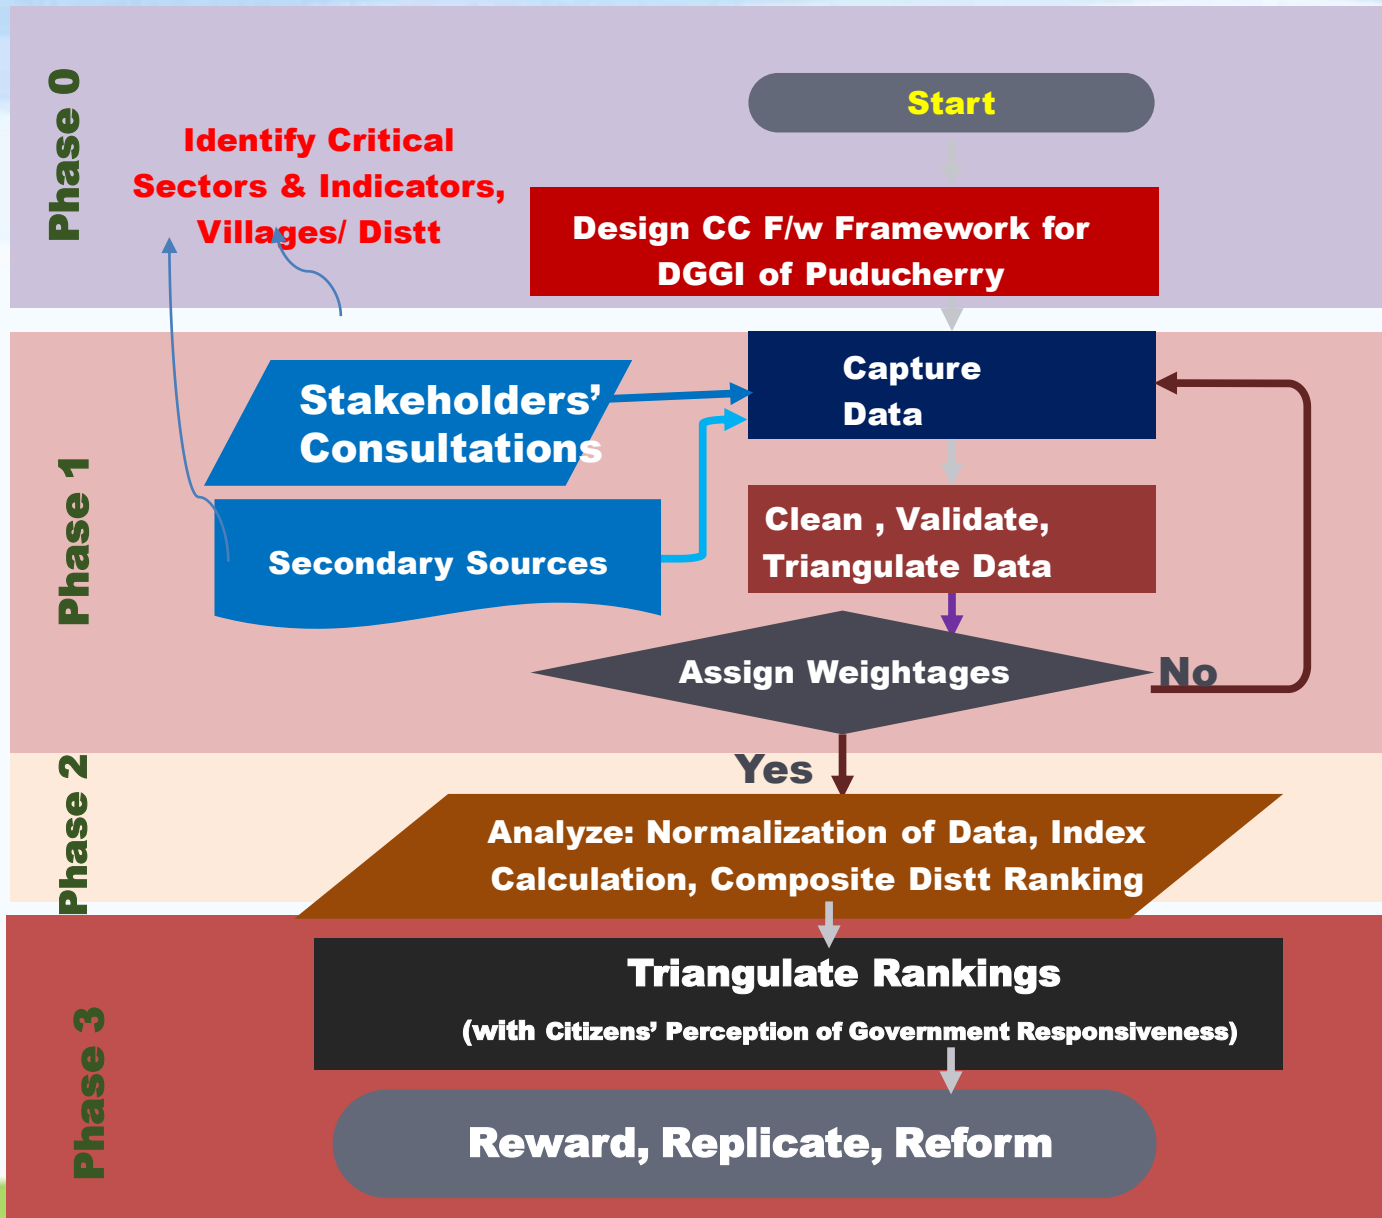 Phase 0
Start
Identify Critical
Sectors & Indicators,
Villages/ Distt
Design CC F/w Framework for
DGGI of Puducherry
Phase 1
Stakeholders’
Consultations
Capture
Data
Secondary Sources
Clean , Validate,
Triangulate Data
Assign Weightages
No
Yes
Phase 2
Analyze: Normalization of Data, Index
Calculation, Composite Distt Ranking
Phase 3
Triangulate Rankings
(with Citizens’ Perception of Government Responsiveness)
Reward, Replicate, Reform